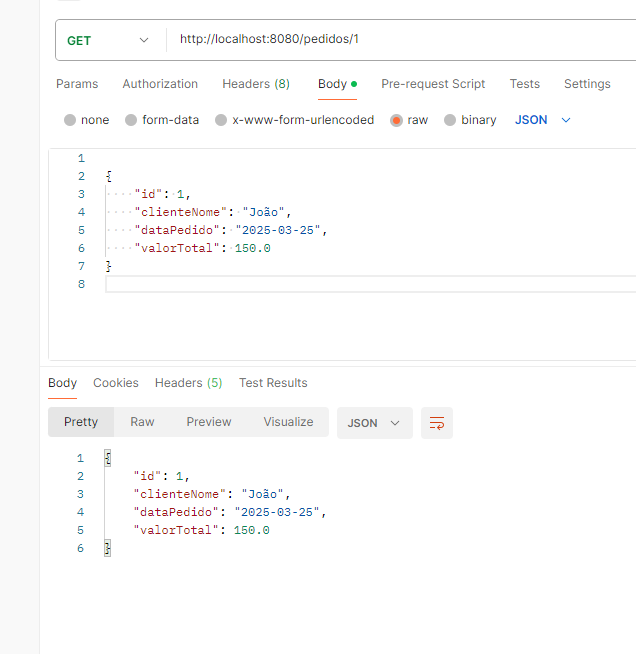 GET http://localhost:8080/pedidos/1
Params Authorization Headers (8) Body Pre-request Script Tests Settings
none form-data x-www-form-urlencoded raw binary JSON
1
2 {
3 "id": 1,
4 "clienteNome": "João",
5 "dataPedido": "2025-03-25",
6 "valorTotal": 150.0
7 }
8
Body Cookies Headers (5) Test Results
Pretty Raw Preview Visualize JSON
1 {
2 "id": 1,
3 "clienteNome": "João",
4 "dataPedido": "2025-03-25",
5 "valorTotal": 150.0
6 }